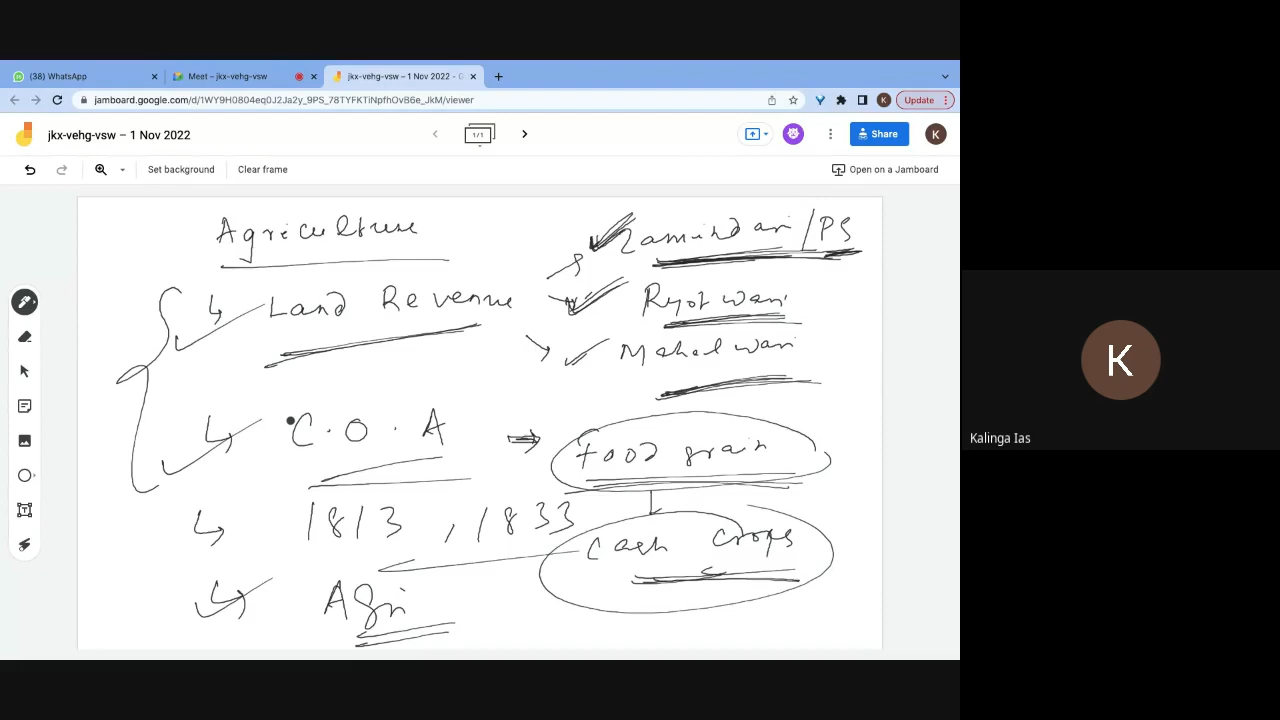 (38) WhatsApp
Meet – jkx-vehg-vsw
jkx-vehg-vsw – 1 Nov 2022 - G
jamboard.google.com/d/1WY9H0804eq0J2Ja2y_9PS_78TYFKTiNpfhOvB6e_JkM/viewer
K
Update
jkx-vehg-vsw – 1 Nov 2022
1/1
Share
K
Set background
Clear frame
Open on a Jamboard
Agriculture
Zamindari/PS
Land Revenue
Ryotwari
Mahalwari
C.O.A
Food grain
1813, 1833
Cash crops
Agri
K
Kalinga Ias